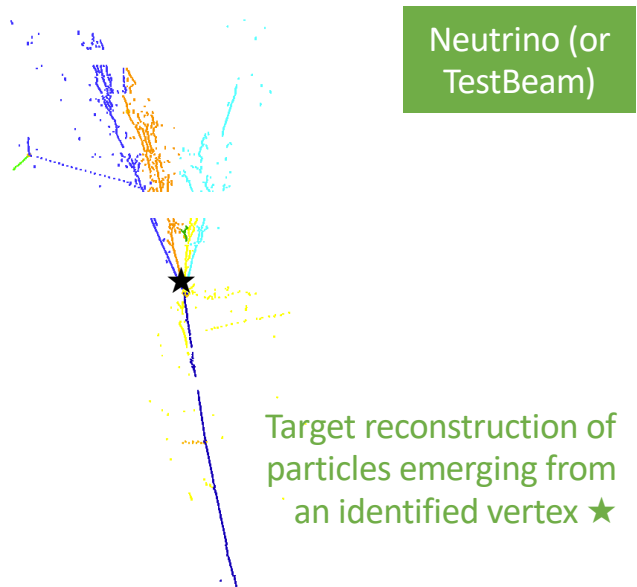 Neutrino (or
TestBeam)
Target reconstruction of
particles emerging from
an identified vertex ★